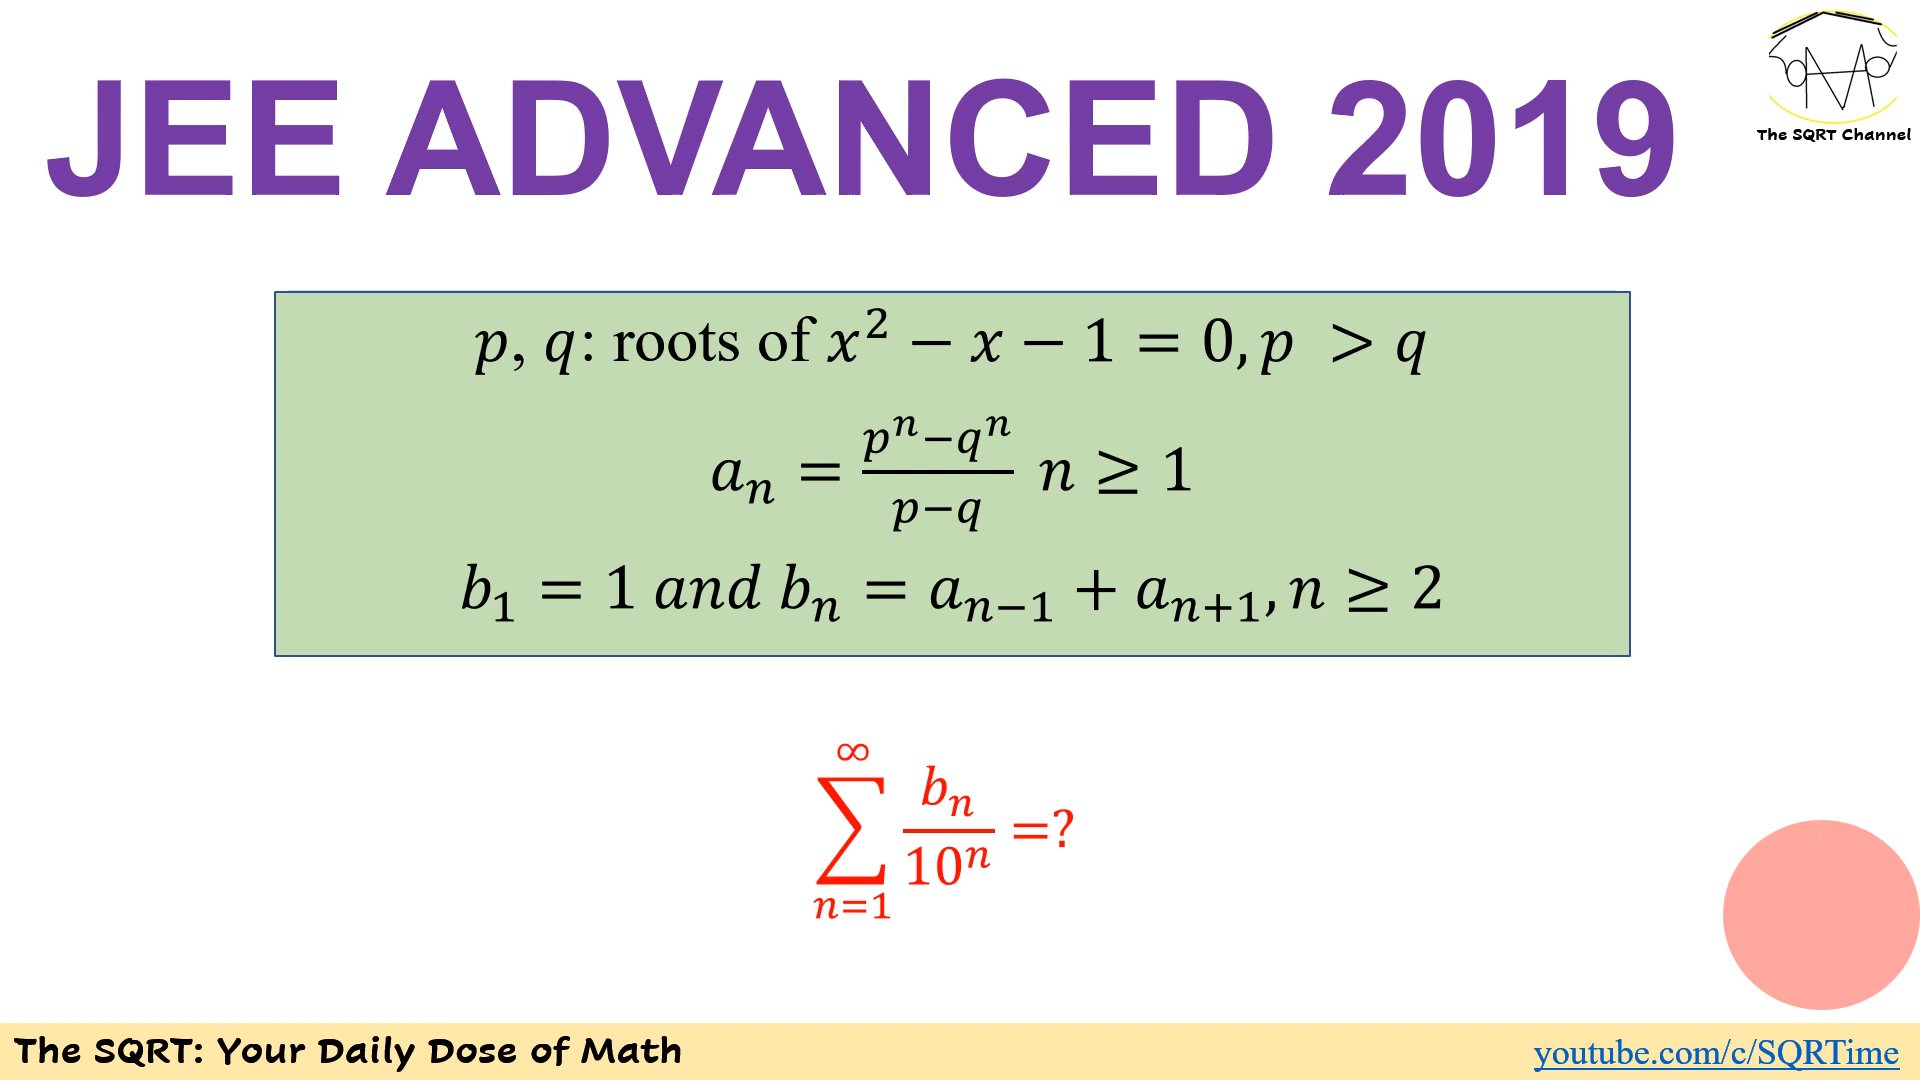 JEE ADVANCED 2019
The SQRT Channel
p, q: roots of x² − x − 1 = 0, p > q
aₙ = (pⁿ−qⁿ)/(p−q) n ≥ 1
b₁ = 1 and bₙ = aₙ₋₁ + aₙ₊₁, n ≥ 2
∑_{n=1}^{∞} bₙ/10ⁿ =?
The SQRT: Your Daily Dose of Math
youtube.com/c/SQRTime